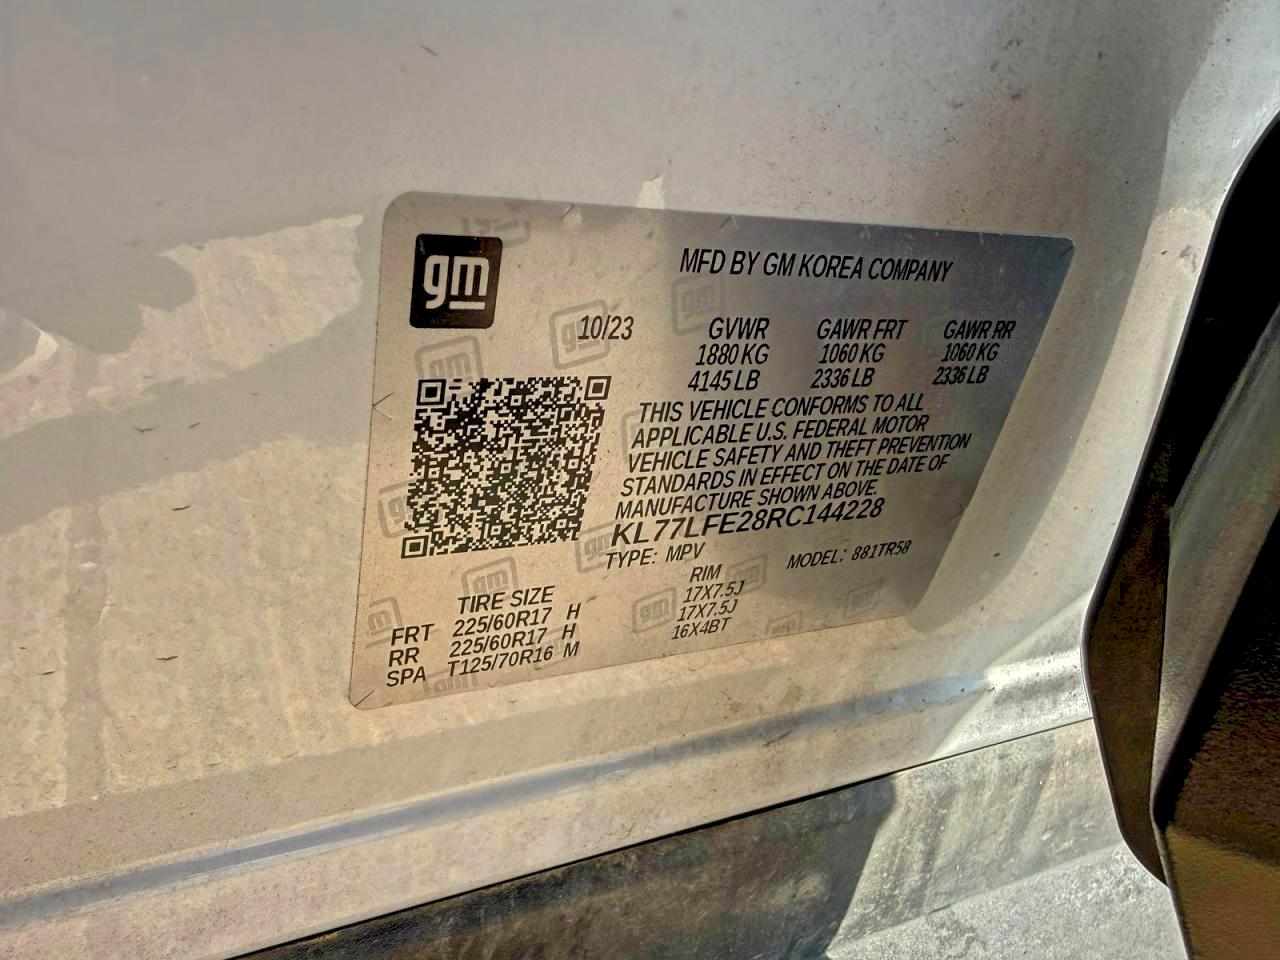 gm
MFD BY GM KOREA COMPANY
10/23 GVWR GAWR FRT GAWR RR
1880 KG 1060 KG 1060 KG
4145 LB 2336 LB 2336 LB
THIS VEHICLE CONFORMS TO ALL
APPLICABLE U.S. FEDERAL MOTOR
VEHICLE SAFETY AND THEFT PREVENTION
STANDARDS IN EFFECT ON THE DATE OF
MANUFACTURE SHOWN ABOVE.
KL77LFE28RC144228
TYPE: MPV MODEL: 881TR58
TIRE SIZE RIM
FRT 225/60R17 H 17X7.5J
RR 225/60R17 H 17X7.5J
SPA T125/70R16 M 16X4BT